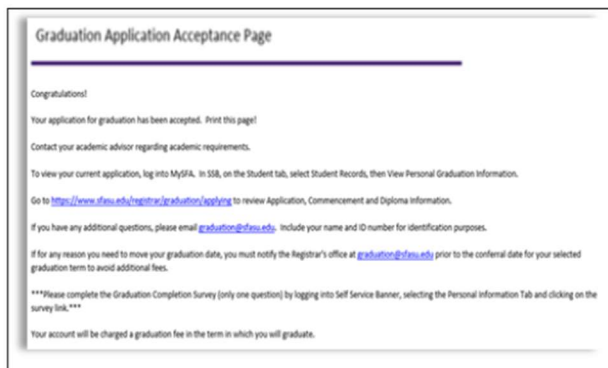 Graduation Application Acceptance Page
Congratulations!
Your application for graduation has been accepted. Print this page!
Contact your academic advisor regarding academic requirements.
To view your current application, log into MySFA. In SSB, on the Student tab, select Student Records, then View Personal Graduation Information.
Go to https://www.sfasu.edu/registrar/graduation/applying to review Application, Commencement and Diploma Information.
If you have any additional questions, please email graduation@sfasu.edu. Include your name and ID number for identification purposes.
If for any reason you need to move your graduation date, you must notify the Registrar's office at graduation@sfasu.edu prior to the conferral date for your selected
graduation term to avoid additional fees.
***Please complete the Graduation Completion Survey (only one question) by logging into Self Service Banner, selecting the Personal Information Tab and clicking on the
survey link.***
Your account will be charged a graduation fee in the term in which you will graduate.